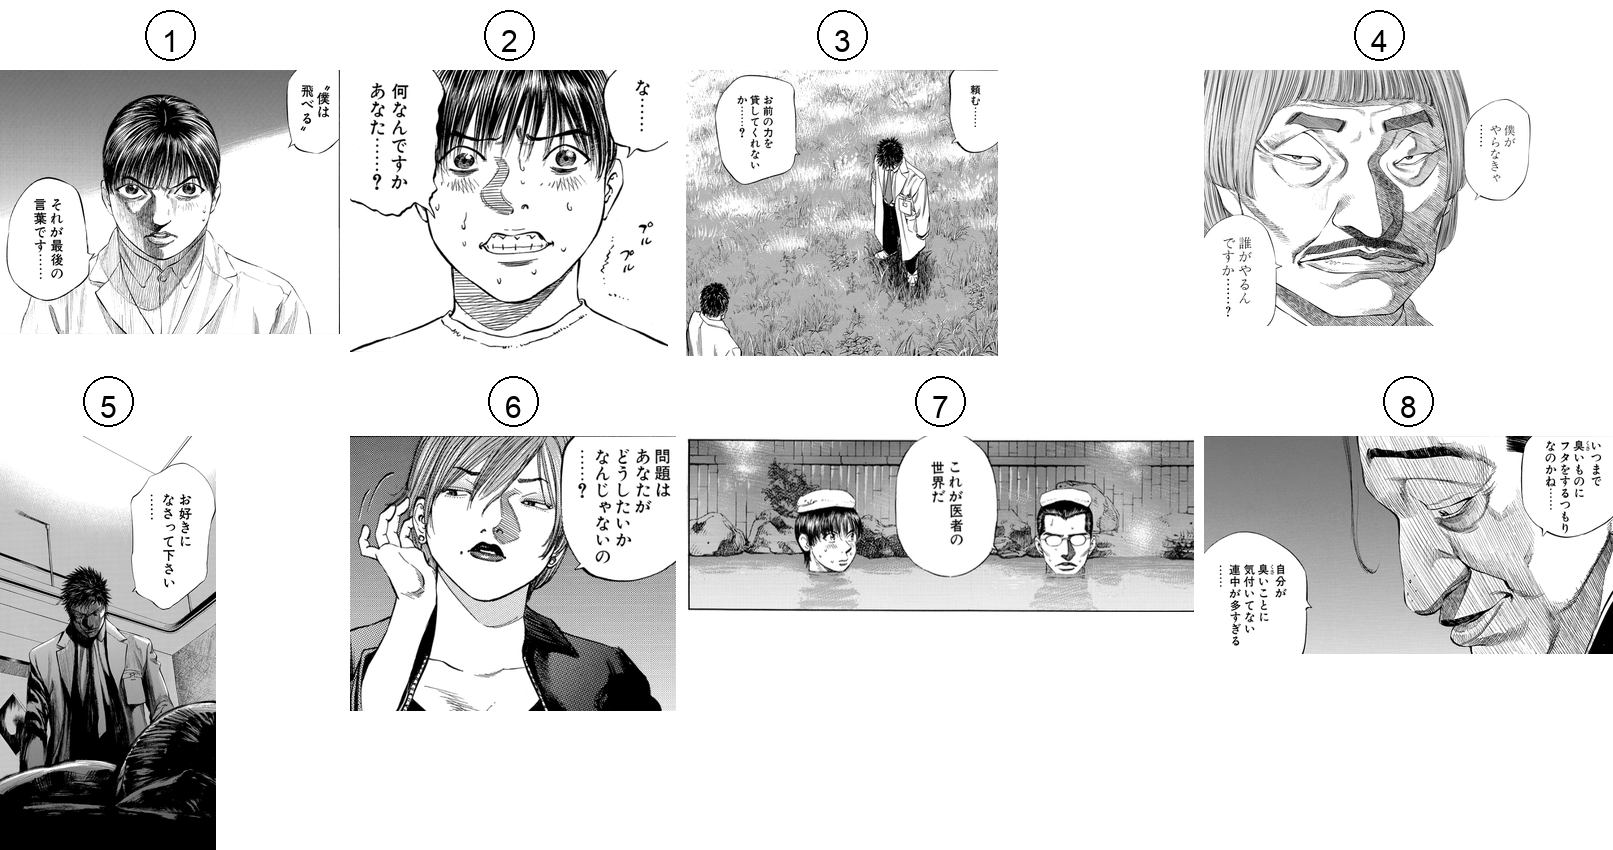 1
“僕は
飛べる”
それが最後の
言葉です……
2
な……
何なんですか
あなた……？
プル
プル
3
頼む……
お前の力を
貸してくれない
か……？
4
僕が
やらなきゃ
……
誰がやるん
ですか……？
5
お好きに
なさって下さい
……
6
問題は
あなたが
どうしたいか
なんじゃないの
……？
7
これが医者の
世界だ
8
いつまで
臭いものに
フタをするつもり
なのかね……
自分が
臭いことに
気付いてない
連中が多すぎる
……